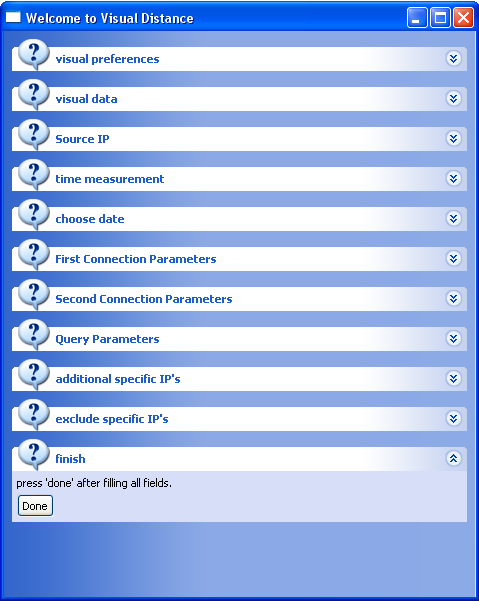 Welcome to Visual Distance
visual preferences
visual data
Source IP
time measurement
choose date
First Connection Parameters
Second Connection Parameters
Query Parameters
additional specific IP's
exclude specific IP's
finish
press 'done' after filling all fields.
Done